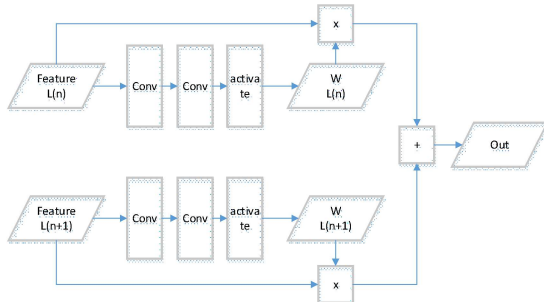 x
Feature
L(n)
Conv
Conv
activa
te
W
L(n)
+
Out
Feature
L(n+1)
Conv
Conv
activa
te
W
L(n+1)
x